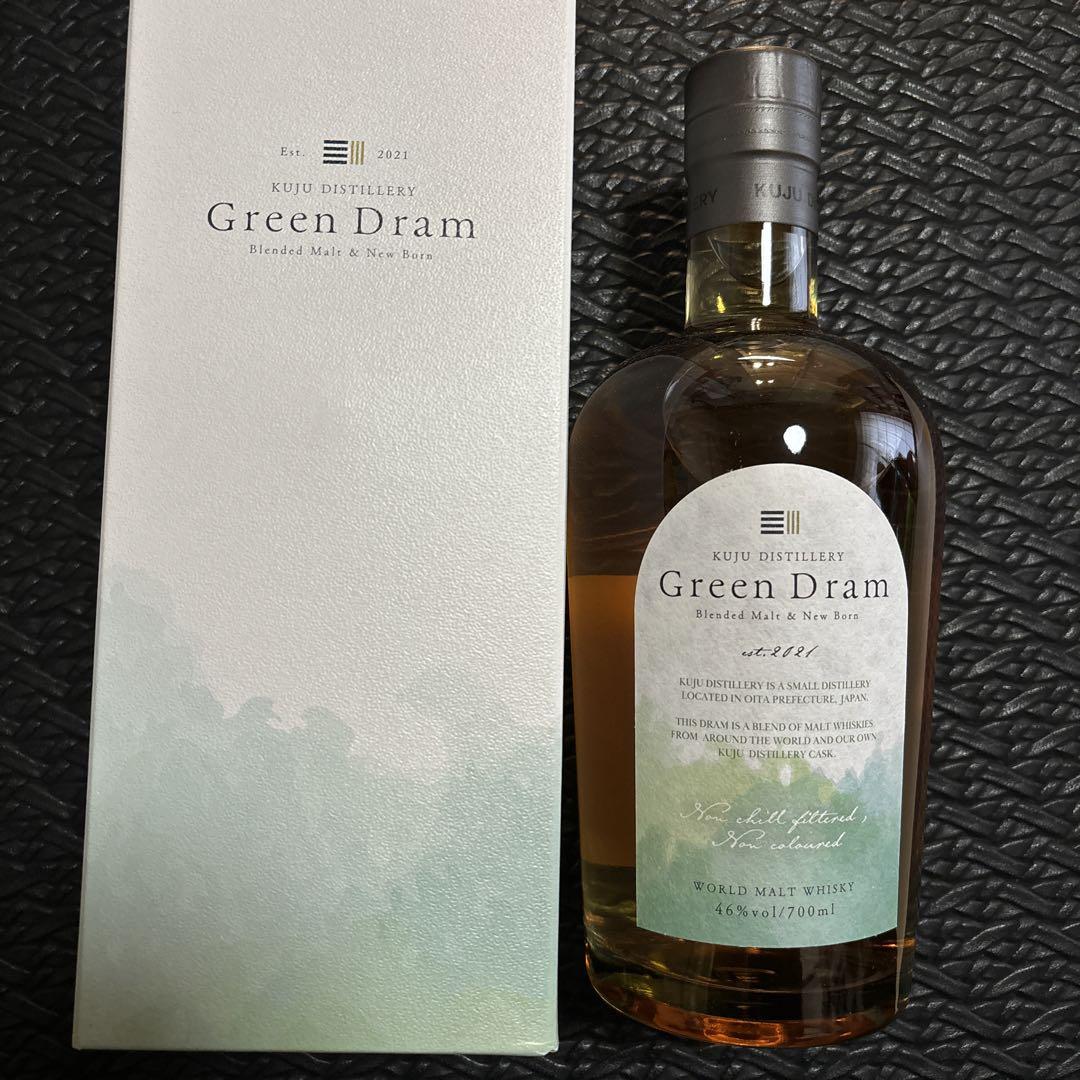 Est. 2021
KUJU DISTILLERY
Green Dram
Blended Malt & New Born
ERY KUJU D
KUJU DISTILLERY
Green Dram
Blended Malt & New Born
est. 2021
KUJU DISTILLERY IS A SMALL DISTILLERY
LOCATED IN OITA PREFECTURE, JAPAN.
THIS DRAM IS A BLEND OF MALT WHISKIES
FROM AROUND THE WORLD AND OUR OWN
KUJU DISTILLERY CASK.
Non chill filtered,
Non coloured
WORLD MALT WHISKY
46%vol/700ml